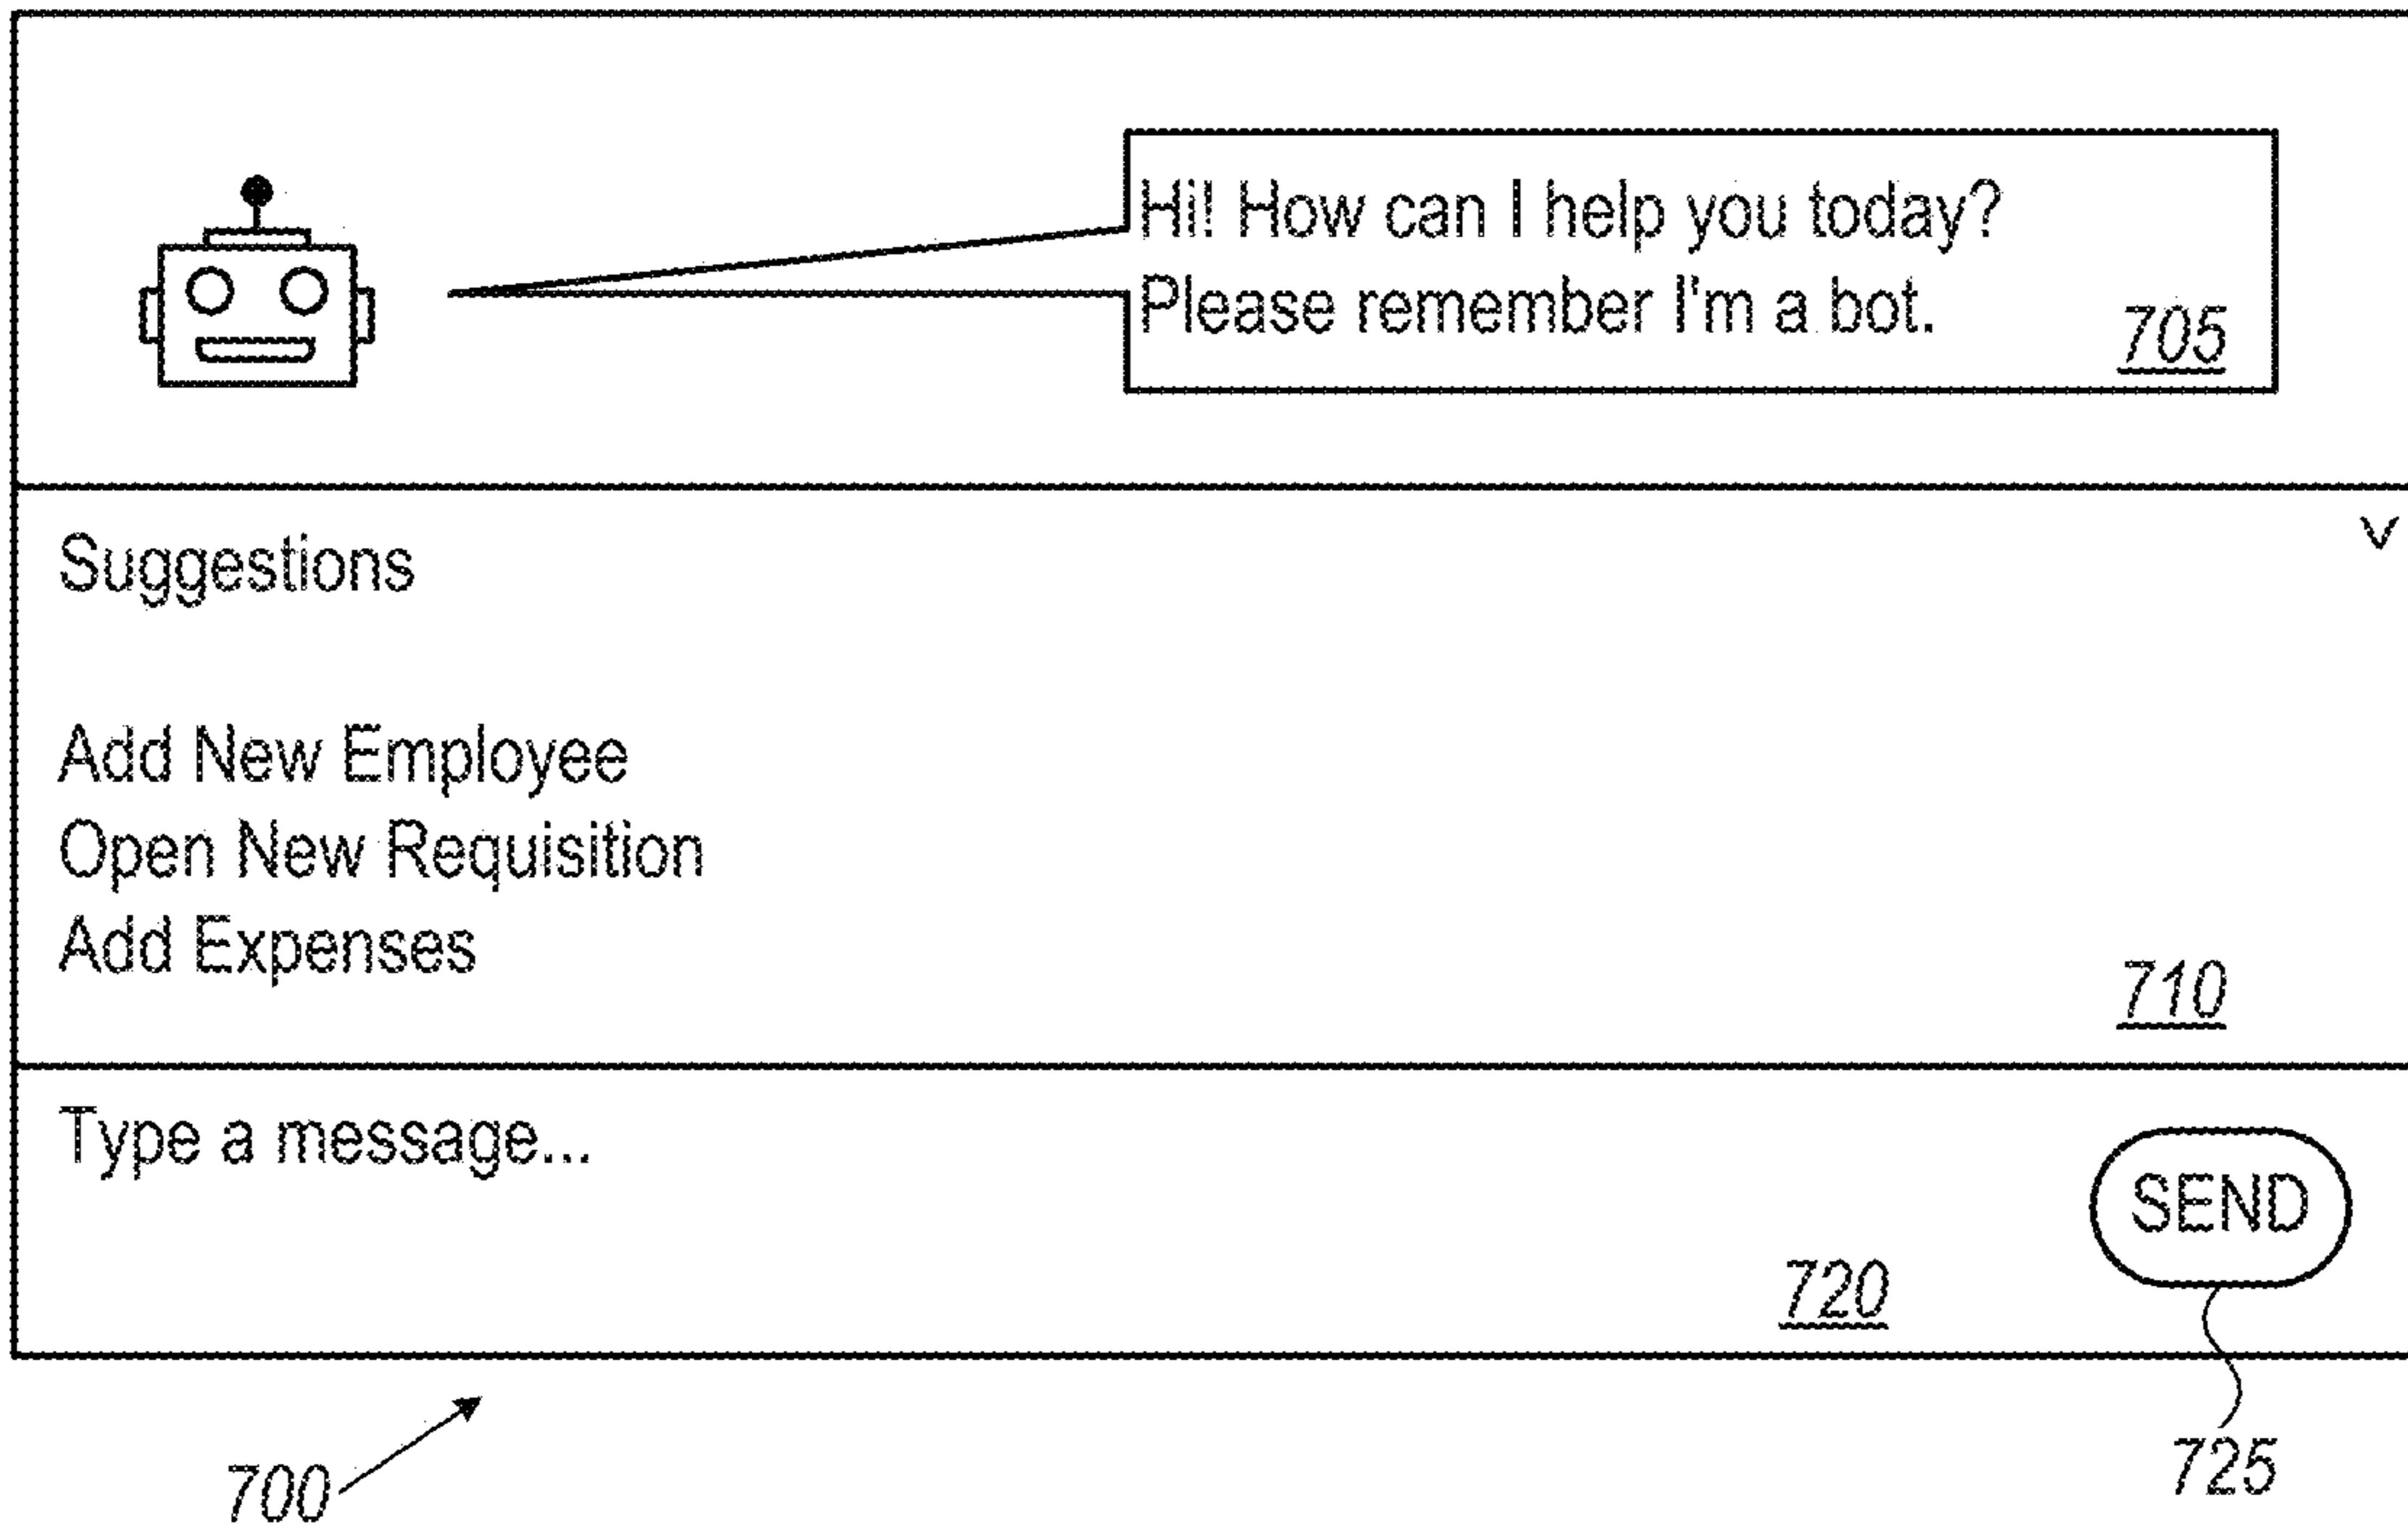 Hi! How can I help you today?
Please remember I'm a bot.
705
Suggestions
v
Add New Employee
Open New Requisition
Add Expenses
710
Type a message...
SEND
720
700
725